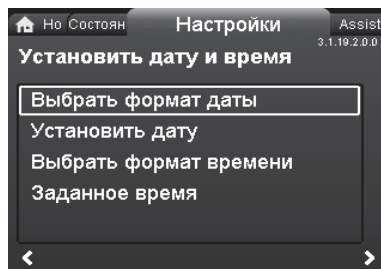 Но Состоян Настройки Assist
3.1.19.2.0.0
Установить дату и время
Выбрать формат даты
Установить дату
Выбрать формат времени
Заданное время